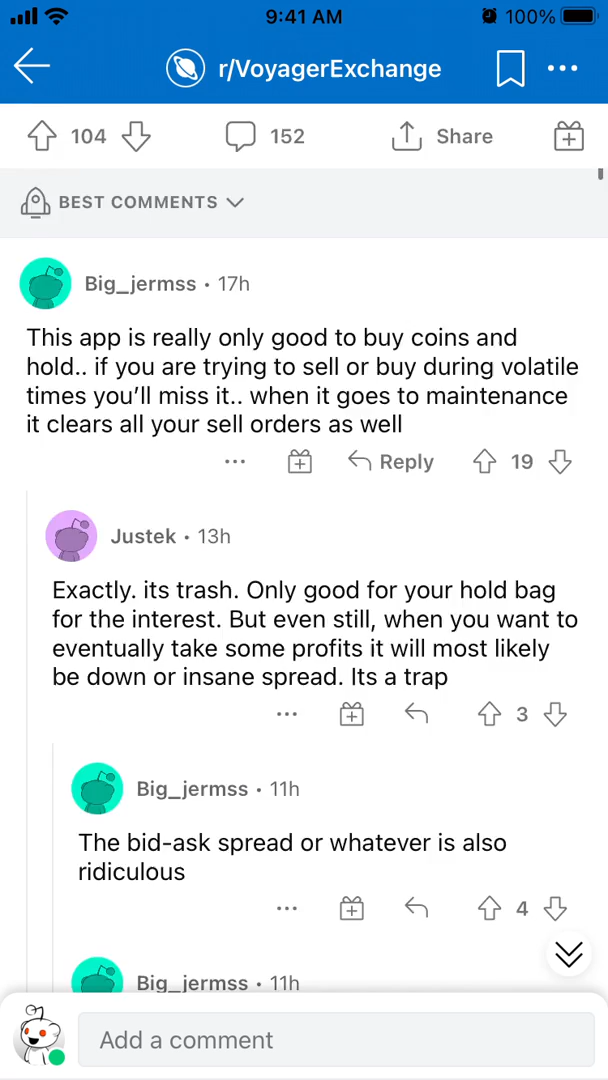 9:41 AM 100%
r/VoyagerExchange
104 152 Share
BEST COMMENTS
Big_jermss • 17h
This app is really only good to buy coins and
hold.. if you are trying to sell or buy during volatile
times you’ll miss it.. when it goes to maintenance
it clears all your sell orders as well
Reply 19
Justek • 13h
Exactly. its trash. Only good for your hold bag
for the interest. But even still, when you want to
eventually take some profits it will most likely
be down or insane spread. Its a trap
3
Big_jermss • 11h
The bid-ask spread or whatever is also
ridiculous
4
Big_jermss • 11h
Add a comment